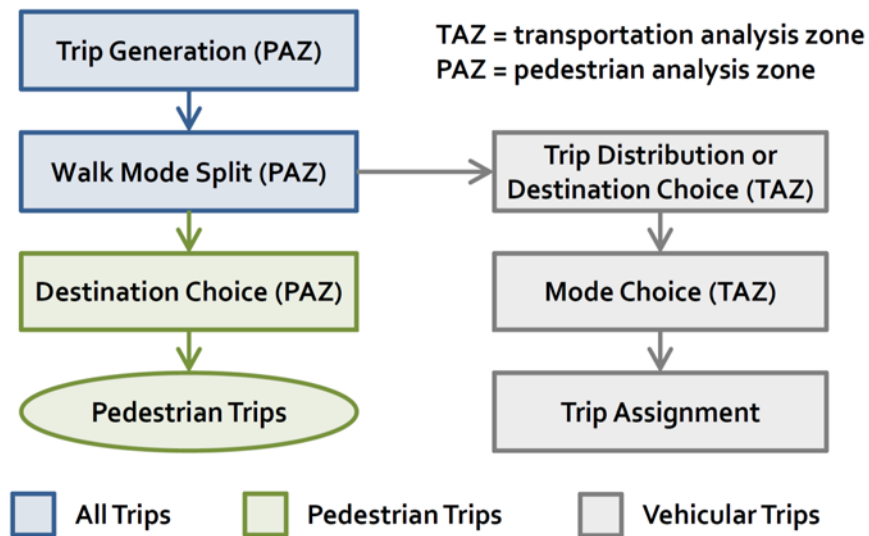 Trip Generation (PAZ)
TAZ = transportation analysis zone
PAZ = pedestrian analysis zone
Walk Mode Split (PAZ)
Trip Distribution or
Destination Choice (TAZ)
Destination Choice (PAZ)
Mode Choice (TAZ)
Pedestrian Trips
Trip Assignment
All Trips
Pedestrian Trips
Vehicular Trips